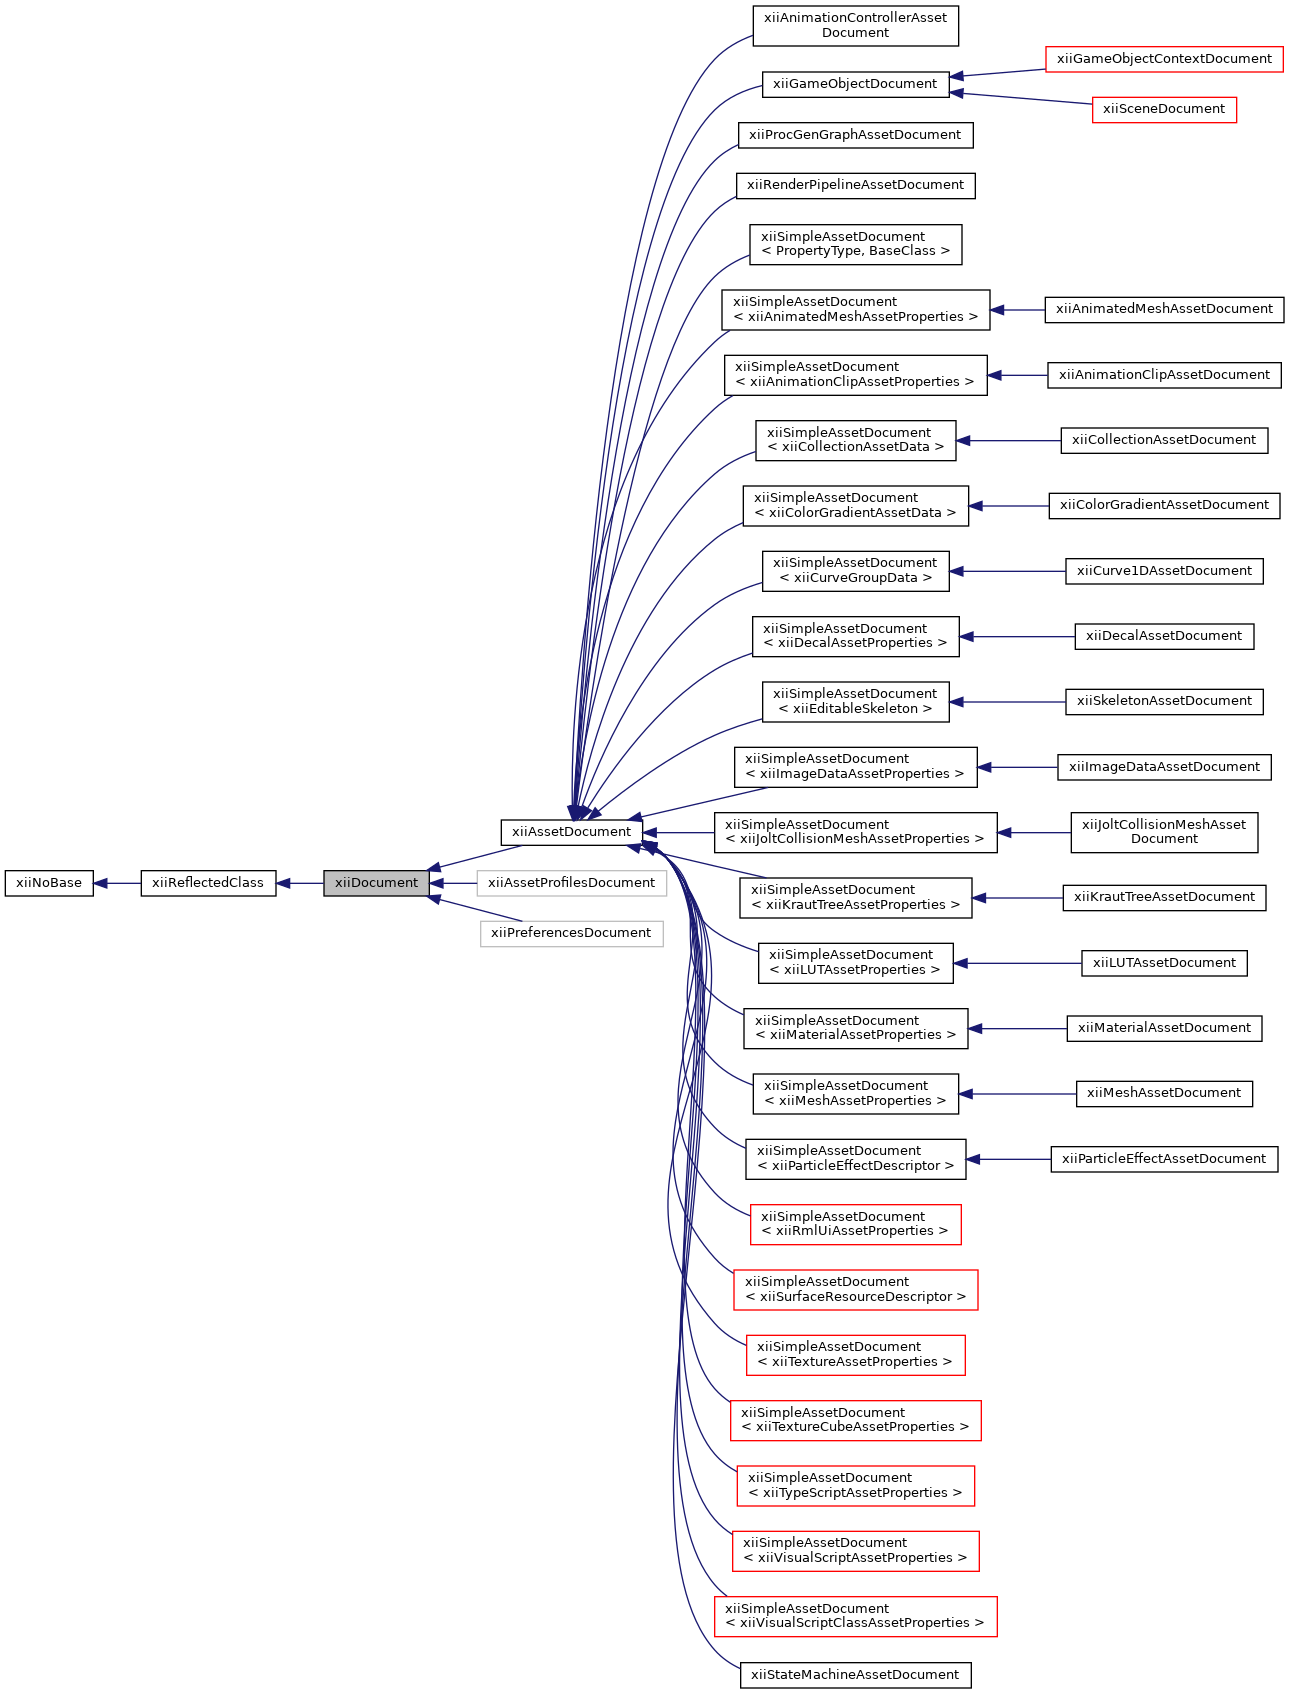 xiiAnimationControllerAsset
Document
xiiGameObjectDocument
xiiGameObjectContextDocument
xiiSceneDocument
xiiProcGenGraphAssetDocument
xiiRenderPipelineAssetDocument
xiiSimpleAssetDocument
< PropertyType, BaseClass >
xiiSimpleAssetDocument
< xiiAnimatedMeshAssetProperties >
xiiAnimatedMeshAssetDocument
xiiSimpleAssetDocument
< xiiAnimationClipAssetProperties >
xiiAnimationClipAssetDocument
xiiSimpleAssetDocument
< xiiCollectionAssetData >
xiiCollectionAssetDocument
xiiSimpleAssetDocument
< xiiColorGradientAssetData >
xiiColorGradientAssetDocument
xiiSimpleAssetDocument
< xiiCurveGroupData >
xiiCurve1DAssetDocument
xiiSimpleAssetDocument
< xiiDecalAssetProperties >
xiiDecalAssetDocument
xiiSimpleAssetDocument
< xiiEditableSkeleton >
xiiSkeletonAssetDocument
xiiSimpleAssetDocument
< xiiImageDataAssetProperties >
xiiImageDataAssetDocument
xiiAssetDocument
xiiSimpleAssetDocument
< xiiJoltCollisionMeshAssetProperties >
xiiJoltCollisionMeshAsset
Document
xiiNoBase
xiiReflectedClass
xiiDocument
xiiAssetProfilesDocument
xiiPreferencesDocument
xiiSimpleAssetDocument
< xiiKrautTreeAssetProperties >
xiiKrautTreeAssetDocument
xiiSimpleAssetDocument
< xiiLUTAssetProperties >
xiiLUTAssetDocument
xiiSimpleAssetDocument
< xiiMaterialAssetProperties >
xiiMaterialAssetDocument
xiiSimpleAssetDocument
< xiiMeshAssetProperties >
xiiMeshAssetDocument
xiiSimpleAssetDocument
< xiiParticleEffectDescriptor >
xiiParticleEffectAssetDocument
xiiSimpleAssetDocument
< xiiRmlUiAssetProperties >
xiiSimpleAssetDocument
< xiiSurfaceResourceDescriptor >
xiiSimpleAssetDocument
< xiiTextureAssetProperties >
xiiSimpleAssetDocument
< xiiTextureCubeAssetProperties >
xiiSimpleAssetDocument
< xiiTypeScriptAssetProperties >
xiiSimpleAssetDocument
< xiiVisualScriptAssetProperties >
xiiSimpleAssetDocument
< xiiVisualScriptClassAssetProperties >
xiiStateMachineAssetDocument